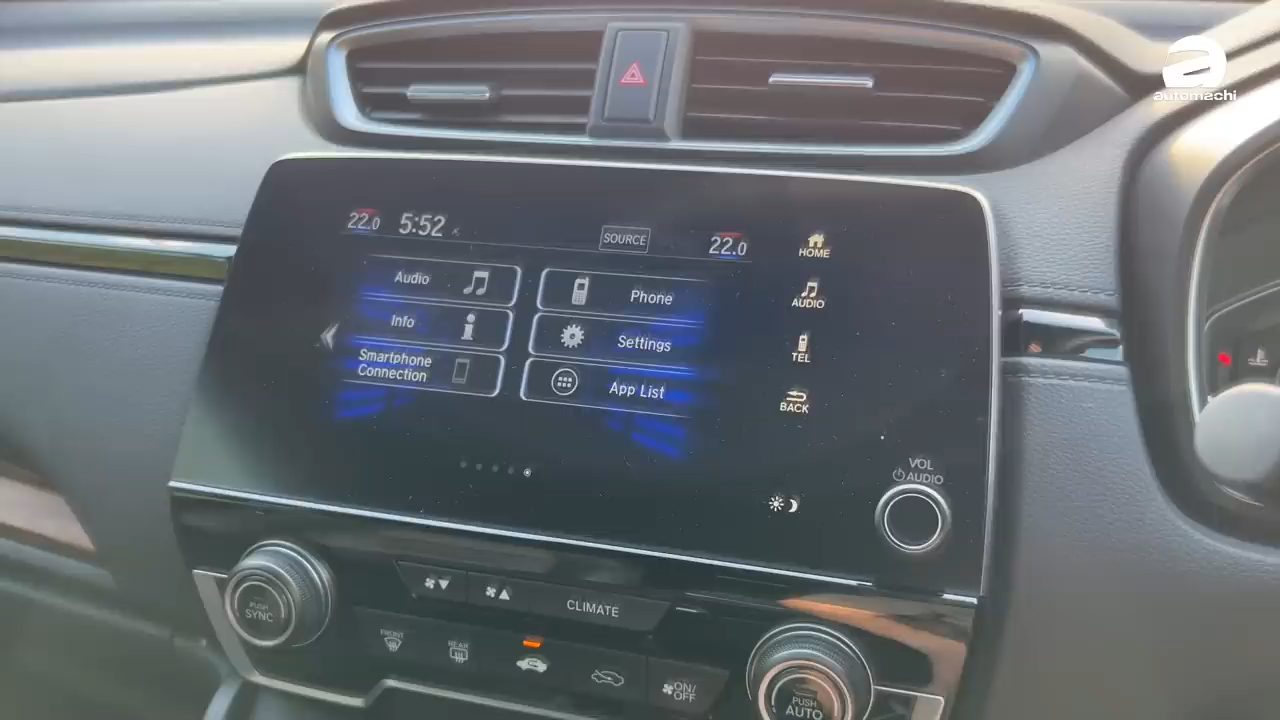 automachi
22.0 5:52
SOURCE
22.0
HOME
Audio
Phone
AUDIO
Info
Settings
TEL
Smartphone
Connection
App List
BACK
VOL
AUDIO
PUSH
SYNC
CLIMATE
FRONT
REAR
ON/
OFF
PUSH
AUTO